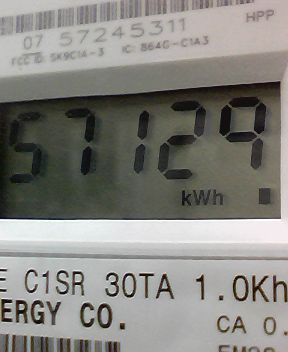 HPP
07 57245311
FCC ID: SK9C1A-3 IC: 864G-C1A3
57129
kWh
E C1SR 30TA 1.0Kh
ERGY CO.
CA 0.